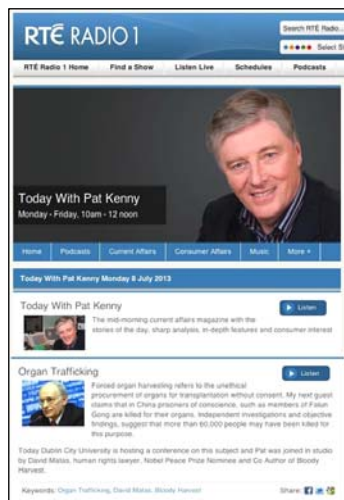 RTÉ RADIO 1
Search RTÉ Radio...
Select St
RTÉ Radio 1 Home Find a Show Listen Live Schedules Podcasts
Today With Pat Kenny
Monday - Friday, 10am - 12 noon
Home Podcasts Current Affairs Consumer Affairs Music More +
Today With Pat Kenny Monday 8 July 2013
Today With Pat Kenny
Listen
The mid-morning current affairs magazine with the
stories of the day, sharp analysis, in-depth features and consumer interest
Organ Trafficking
Listen
Forced organ harvesting refers to the unethical
procurement of organs for transplantation without consent. My next guest
claims that in China prisoners of conscience, such as members of Falun
Gong are killed for their organs. Independent investigations and objective
findings, suggest that more than 60,000 people may have been killed for
this purpose.
Today Dublin City University is hosting a conference on this subject and Pat was joined in studio
by David Matas, human rights lawyer, Nobel Peace Prize Nominee and Co Author of Bloody
Harvest.
Keywords: Organ Trafficking, David Matas, Bloody Harvest
Share: